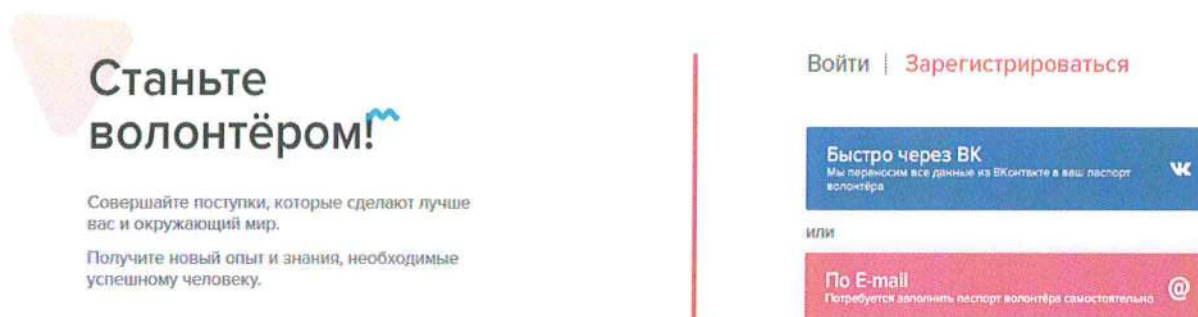 Станьте
волонтёром!
Совершайте поступки, которые сделают лучше
вас и окружающий мир.
Получите новый опыт и знания, необходимые
успешному человеку.
Войти | Зарегистрироваться
Быстро через ВК
Мы переносим все данные из ВКонтакте в ваш паспорт
волонтёра
или
По E-mail
Потребуется заполнить паспорт волонтёра самостоятельно
@